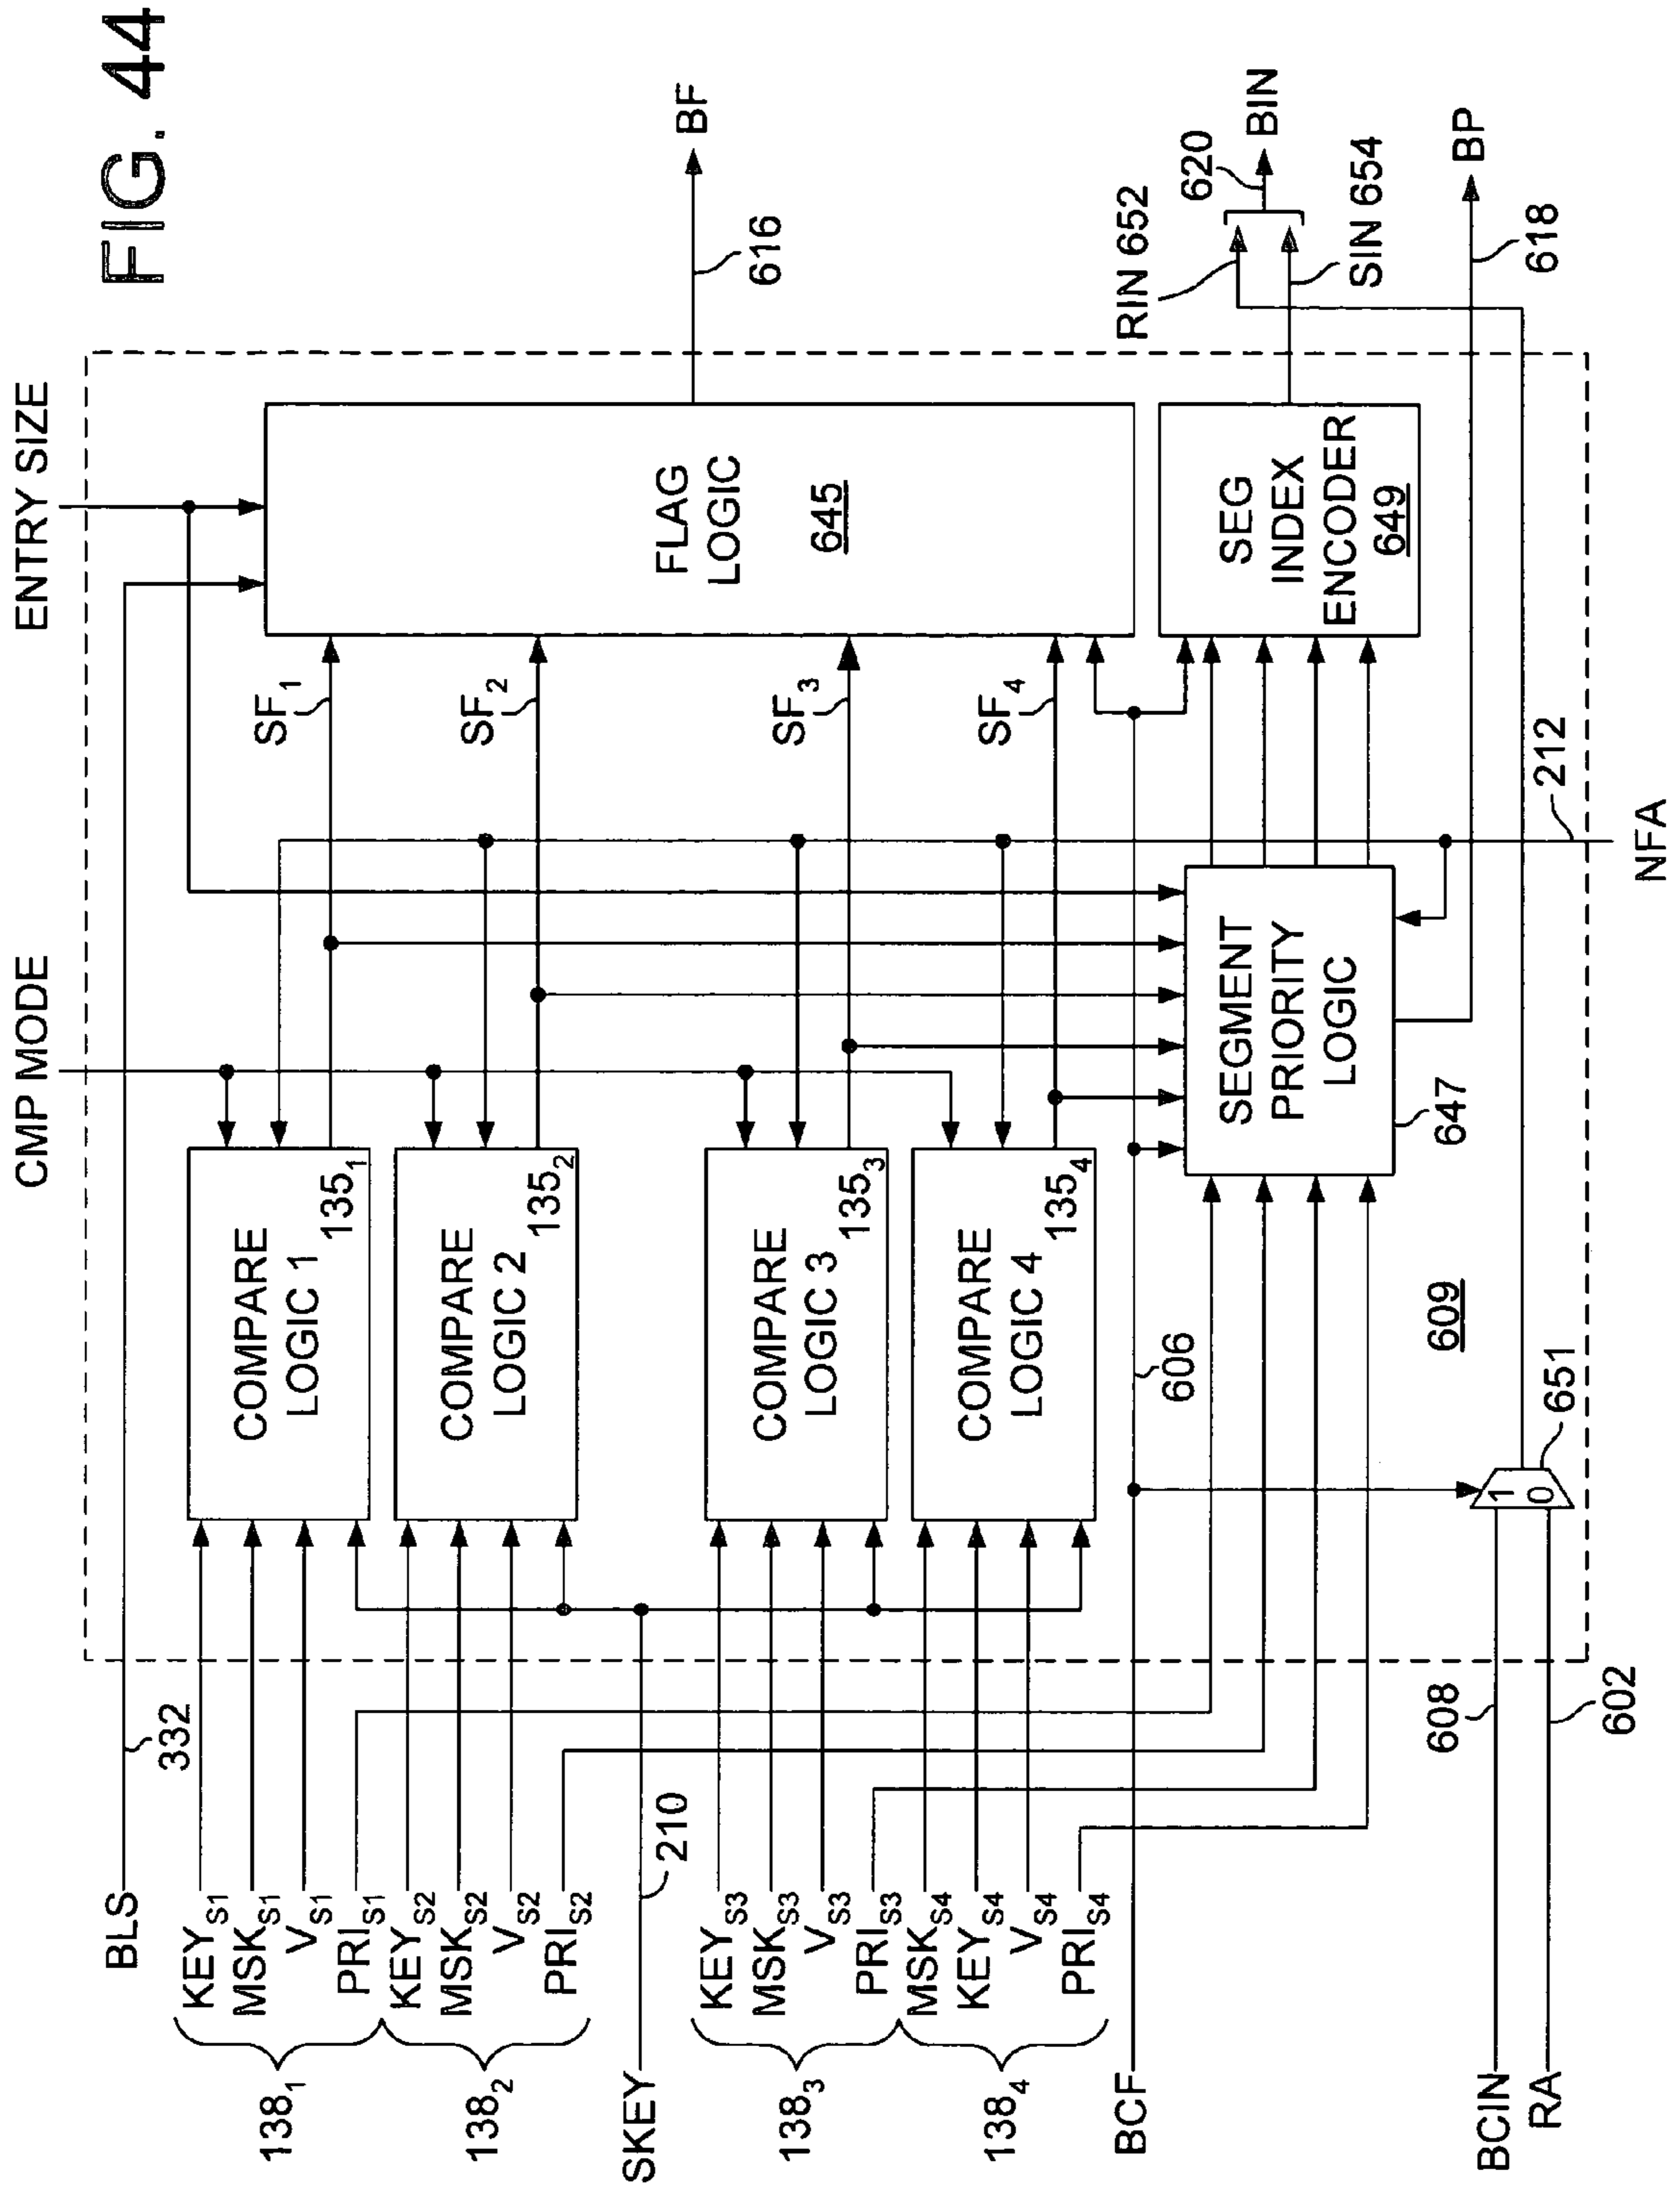 FIG. 44
CMP MODE
ENTRY SIZE
BLS
332
KEYS1
MSKS1
VS1
PRIS1
1381
KEYS2
MSKS2
VS2
PRIS2
1382
SKEY
210
KEYS3
MSKS3
VS3
PRIS3
1383
MSKS4
KEYS4
VS4
PRIS4
1384
BCF
606
BCIN
608
RA
602
COMPARE
LOGIC 1
1351
COMPARE
LOGIC 2
1352
COMPARE
LOGIC 3
1353
COMPARE
LOGIC 4
1354
SF1
SF2
SF3
SF4
FLAG
LOGIC
645
616
BF
SEGMENT
PRIORITY
LOGIC
647
SEG
INDEX
ENCODER
649
RIN 652
620
BIN
SIN 654
BP
618
1
0
651
609
212
NFA